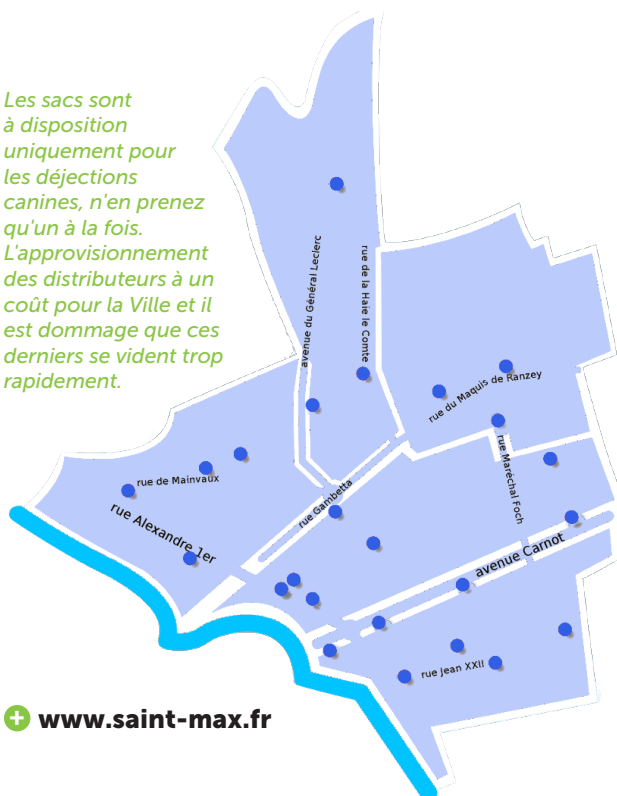 Les sacs sont
à disposition
uniquement pour
les déjections
canines, n'en prenez
qu'un à la fois.
L'approvisionnement
des distributeurs à un
coût pour la Ville et il
est dommage que ces
derniers se vident trop
rapidement.
avenue du Général Leclerc
rue de la Haie le Comte
rue du Maquis de Ranzey
rue Maréchal Foch
rue de Mainvaux
rue Alexandre 1er
rue Gambetta
avenue Carnot
rue Jean XXII
+ www.saint-max.fr